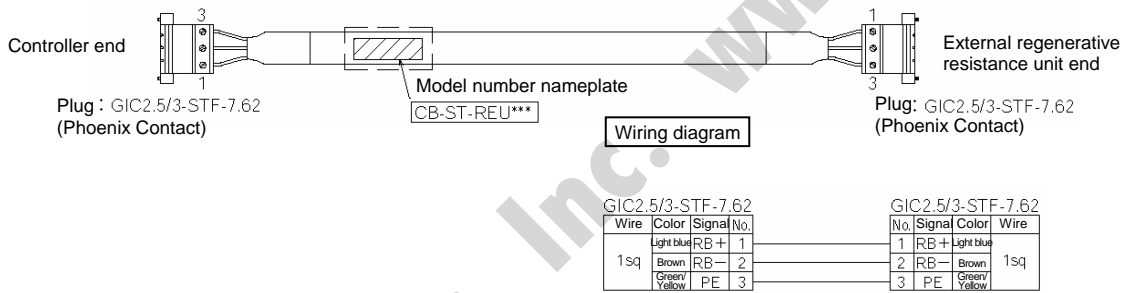 3
1
Controller end
1
3
External regenerative
resistance unit end
Model number nameplate
CB-ST-REU***
Plug: GIC2.5/3-STF-7.62
(Phoenix Contact)
Plug: GIC2.5/3-STF-7.62
(Phoenix Contact)
Wiring diagram
GIC2.5/3-STF-7.62 GIC2.5/3-STF-7.62
Wire Color Signal No. No. Signal Color Wire
Light blue RB+ 1 1 RB+ Light blue
1sq Brown RB- 2 2 RB- Brown 1sq
Green/Yellow PE 3 3 PE Green/Yellow
Inc. ww